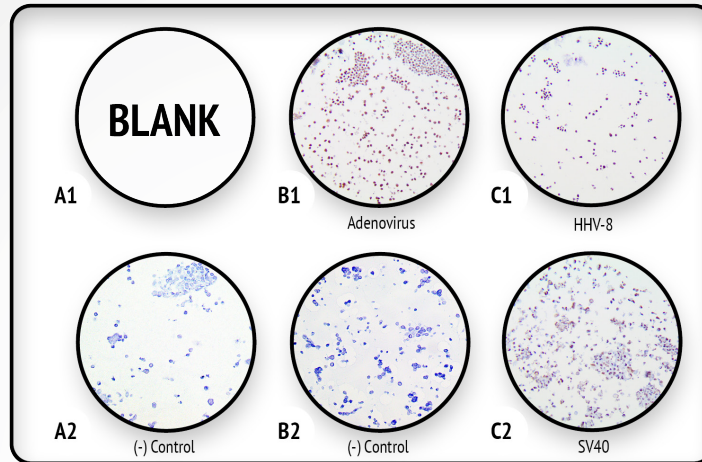 BLANK
A1
B1
C1
Adenovirus
HHV-8
A2
B2
C2
(-) Control
(-) Control
SV40